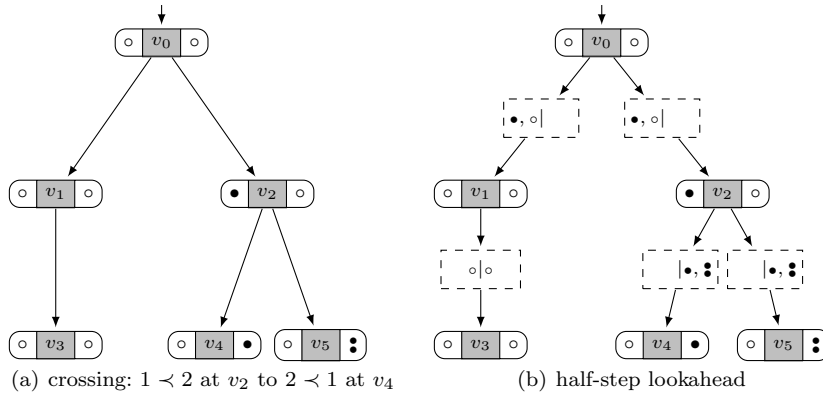 v₀ v₀
●, ○| ●, ○|
v₁ v₂ v₁ v₂
○|○ |●, : |●, :
v₃ v₄ v₅ v₃ v₄ v₅
(a) crossing: 1 ≺ 2 at v₂ to 2 ≺ 1 at v₄ (b) half-step lookahead